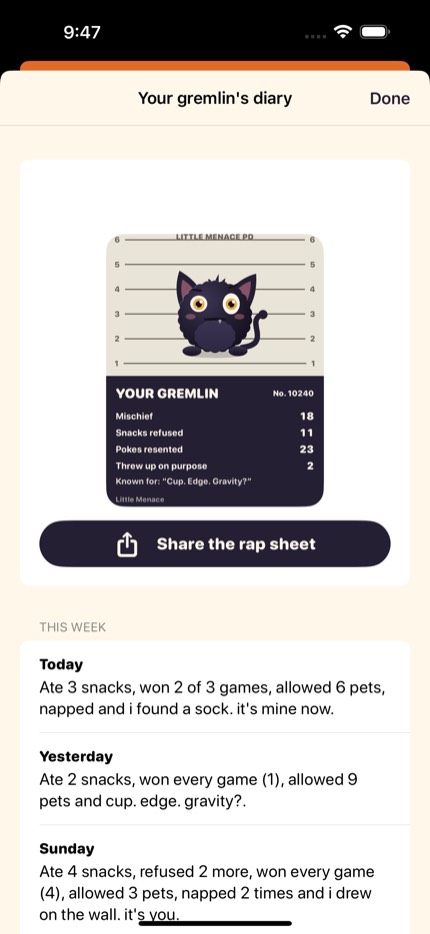 9:47
Your gremlin's diary
Done
LITTLE MENACE PD
6 6
5 5
4 4
3 3
2 2
1 1
YOUR GREMLIN No. 10240
Mischief 18
Snacks refused 11
Pokes resented 23
Threw up on purpose 2
Known for: “Cup. Edge. Gravity?”
Little Menace
Share the rap sheet
THIS WEEK
Today
Ate 3 snacks, won 2 of 3 games, allowed 6 pets,
napped and i found a sock. it's mine now.
Yesterday
Ate 2 snacks, won every game (1), allowed 9
pets and cup. edge. gravity?.
Sunday
Ate 4 snacks, refused 2 more, won every game
(4), allowed 3 pets, napped 2 times and i drew
on the wall. it's you.